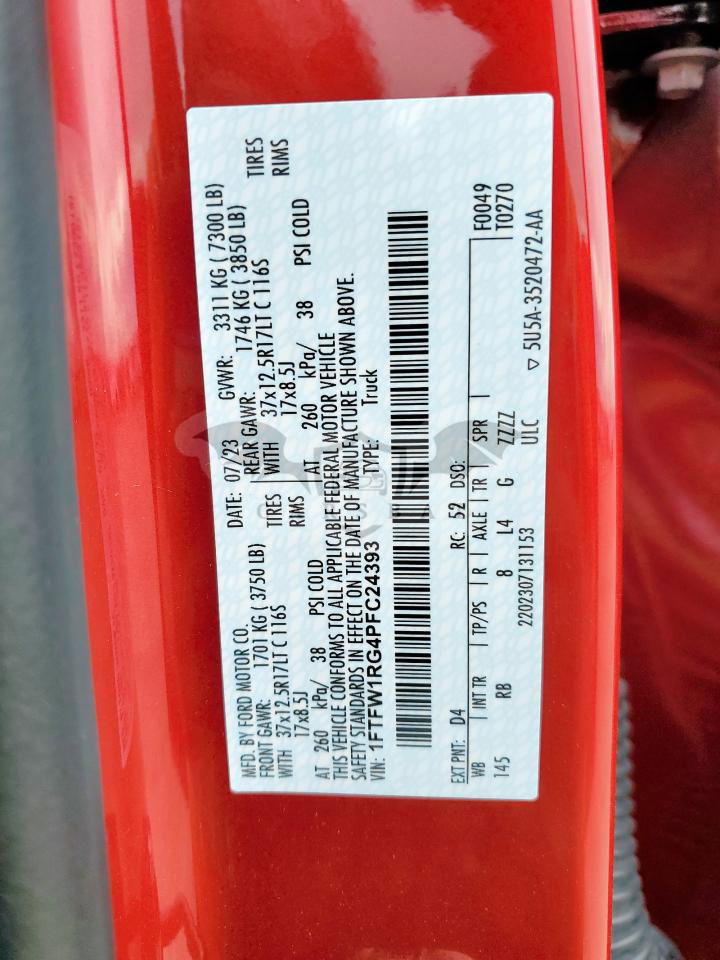 MFD. BY FORD MOTOR CO.
DATE: 07/23 GVWR: 3311 KG ( 7300 LB)
FRONT GAWR: 1701 KG ( 3750 LB) REAR GAWR: 1746 KG ( 3850 LB)
WITH 37x12.5R17LT C 116S TIRES WITH 37x12.5R17LT C 116S TIRES
17x8.5J RIMS 17x8.5J RIMS
AT 260 kPa/ 38 PSI COLD AT 260 kPa/ 38 PSI COLD
THIS VEHICLE CONFORMS TO ALL APPLICABLE FEDERAL MOTOR VEHICLE
SAFETY STANDARDS IN EFFECT ON THE DATE OF MANUFACTURE SHOWN ABOVE.
VIN: 1FTFW1RG4PFC24393 TYPE: Truck
EXT PNT: D4 RC: 52 DSO: F0049
WB INT TR TP/PS R AXLE TR SPR T0270
145 RB 8 L4 G ZZZZ
2202307131153 ULC
▽ 5U5A-3520472-AA